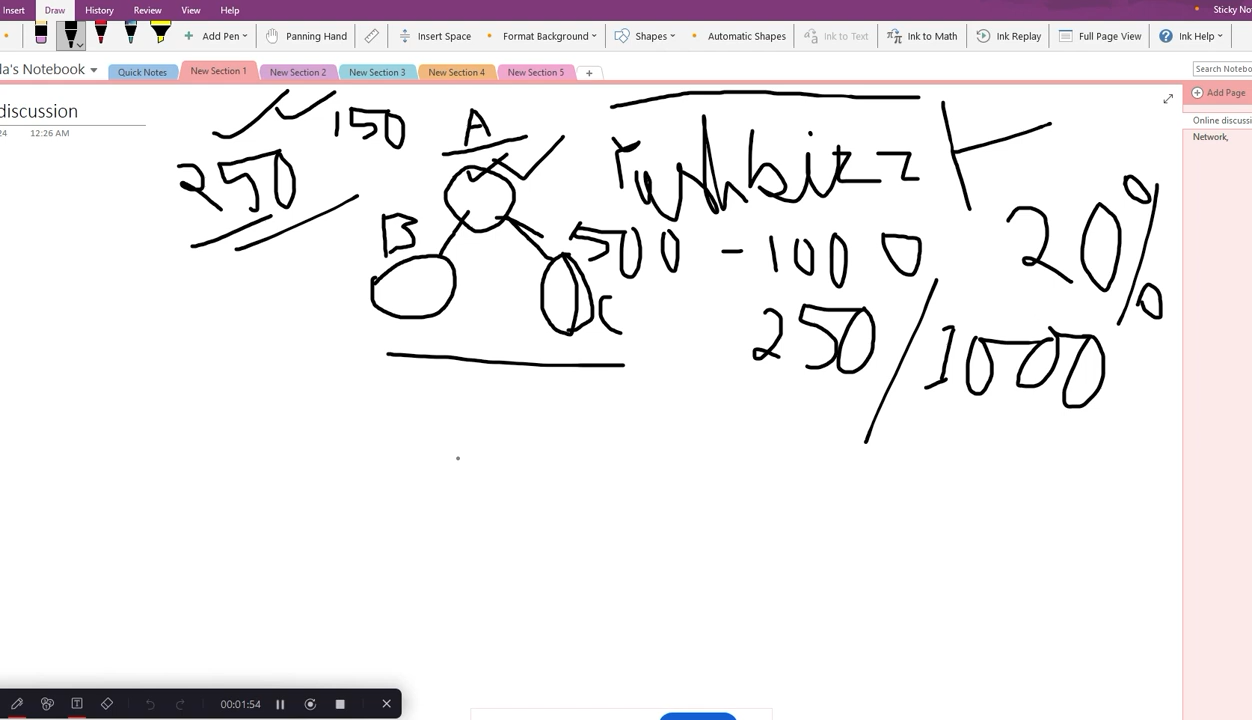 Insert Draw History Review View Help Sticky No
Add Pen Panning Hand Insert Space Format Background Shapes Automatic Shapes Ink to Text Ink to Math Ink Replay Full Page View Ink Help
la's Notebook Quick Notes New Section 1 New Section 2 New Section 3 New Section 4 New Section 5 + Search Notebo
Add Page
discussion
24 12:26 AM
Online discussi
Network,
150
A
250
B
500 - 1000
20%
C
250/1000
00:01:54